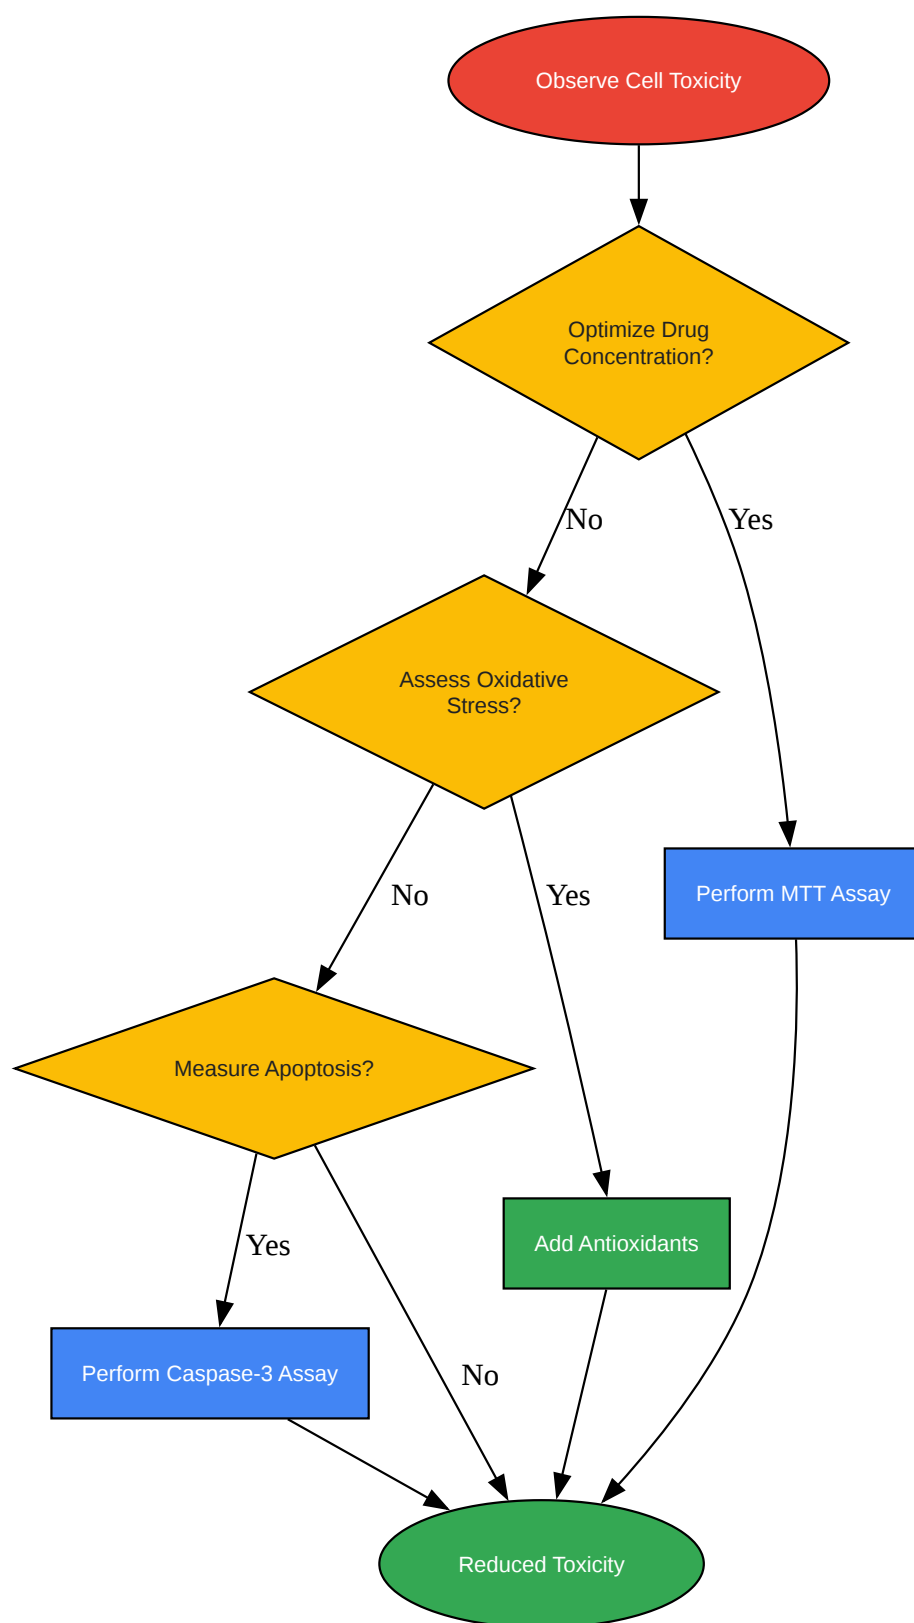 Observe Cell Toxicity
Optimize Drug
Concentration?
No
Yes
Assess Oxidative
Stress?
No
Yes
Perform MTT Assay
Measure Apoptosis?
Yes
No
Add Antioxidants
Perform Caspase-3 Assay
Reduced Toxicity